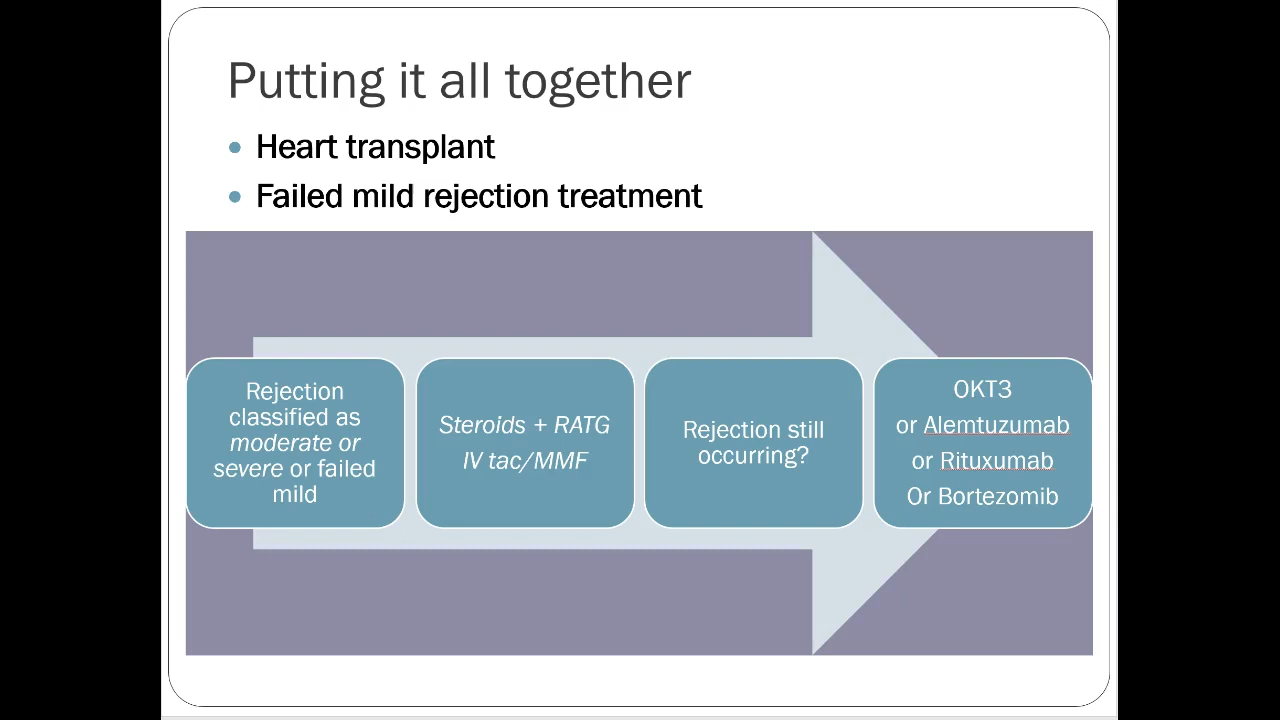 Putting it all together
Heart transplant
Failed mild rejection treatment
Rejection
classified as
moderate or
severe or failed
mild
Steroids + RATG
IV tac/MMF
Rejection still
occurring?
OKT3
or Alemtuzumab
or Rituxumab
Or Bortezomib